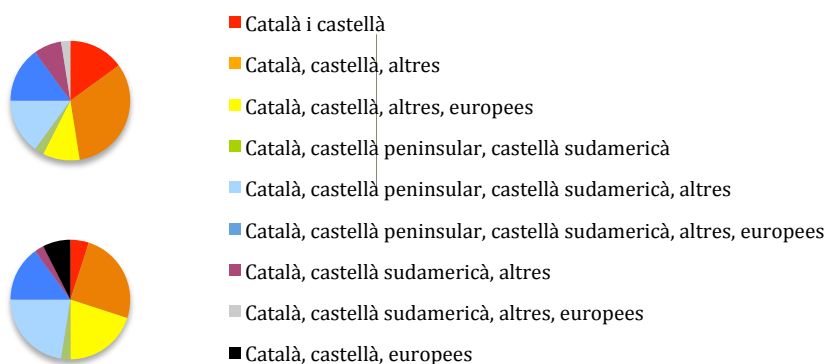 Català i castellà
Català, castellà, altres
Català, castellà, altres, europees
Català, castellà peninsular, castellà sudamericà
Català, castellà peninsular, castellà sudamericà, altres
Català, castellà peninsular, castellà sudamericà, altres, europees
Català, castellà sudamericà, altres
Català, castellà sudamericà, altres, europees
Català, castellà, europees